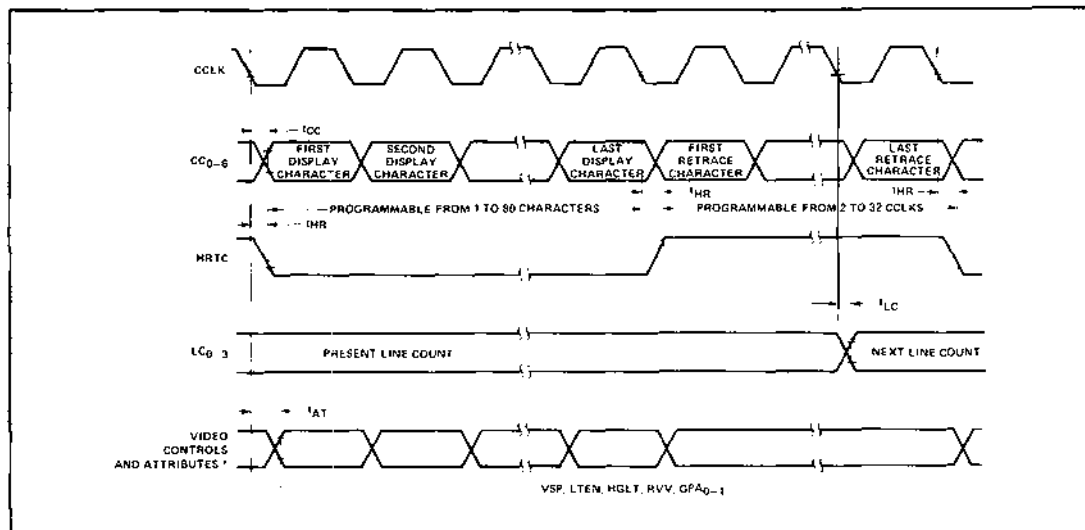 CCLK
tCC
CC0-6
FIRST DISPLAY CHARACTER
SECOND DISPLAY CHARACTER
LAST DISPLAY CHARACTER
FIRST RETRACE CHARACTER
LAST RETRACE CHARACTER
tHR
tHR
PROGRAMMABLE FROM 1 TO 80 CHARACTERS
PROGRAMMABLE FROM 2 TO 32 CCLKS
tHR
HRTC
tLC
LC0-3
PRESENT LINE COUNT
NEXT LINE COUNT
tAT
VIDEO
CONTROLS
AND ATTRIBUTES*
VSP, LTEN, HGLT, RVV, GPA0-1